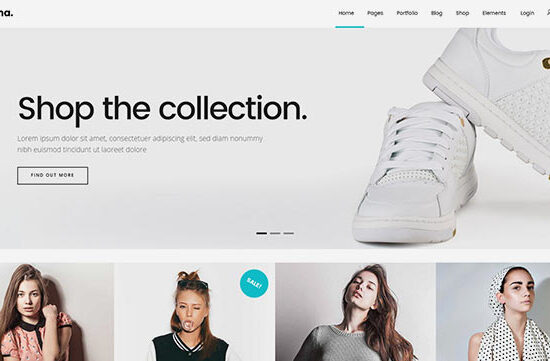 na.
Home Pages Portfolio Blog Shop Elements Login
Shop the collection.
Lorem ipsum dolor sit amet, consectetuer adipiscing elit, sed diam nonummy
nibh euismod tincidunt ut laoreet dolore
FIND OUT MORE
SALE!